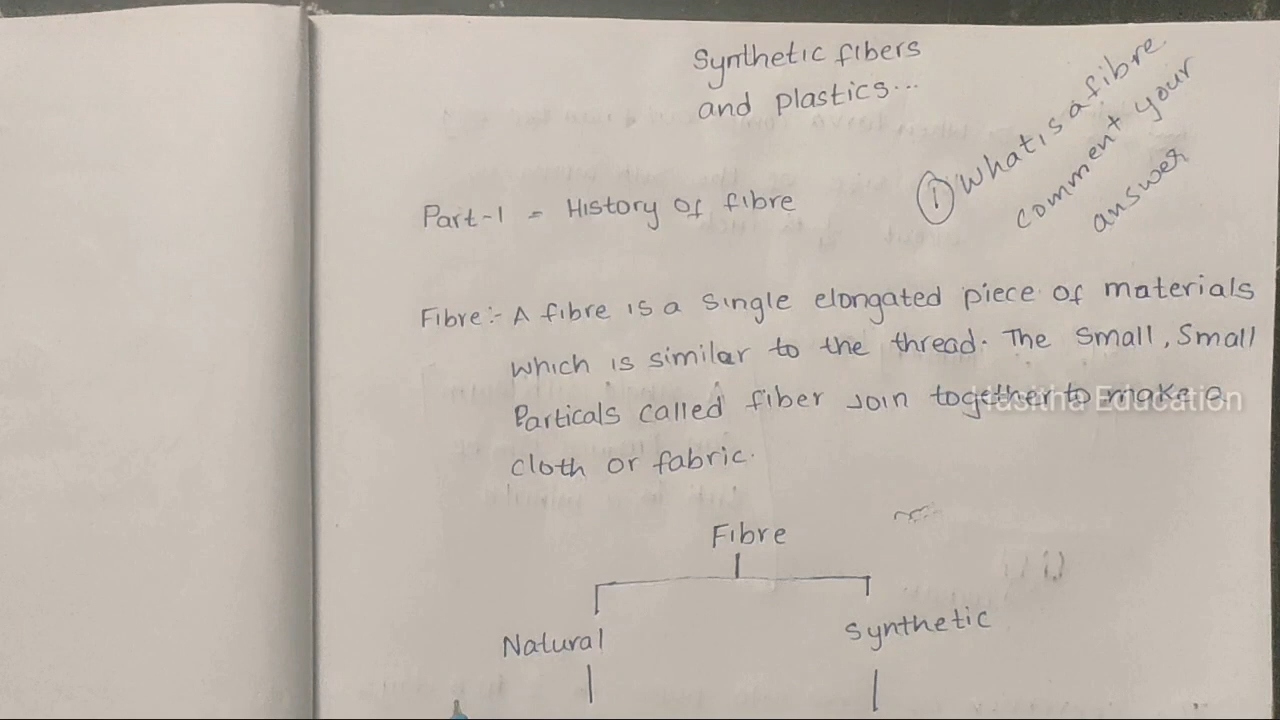 Synthetic fibers
and plastics...
① What is a fibre
comment your
answer
Part-1 = History of fibre
Fibre:- A fibre is a single elongated piece of materials
which is similar to the thread. The small, small
Particals called fiber join together to make a
cloth or fabric.
Hasitha Education
Fibre
Natural
Synthetic